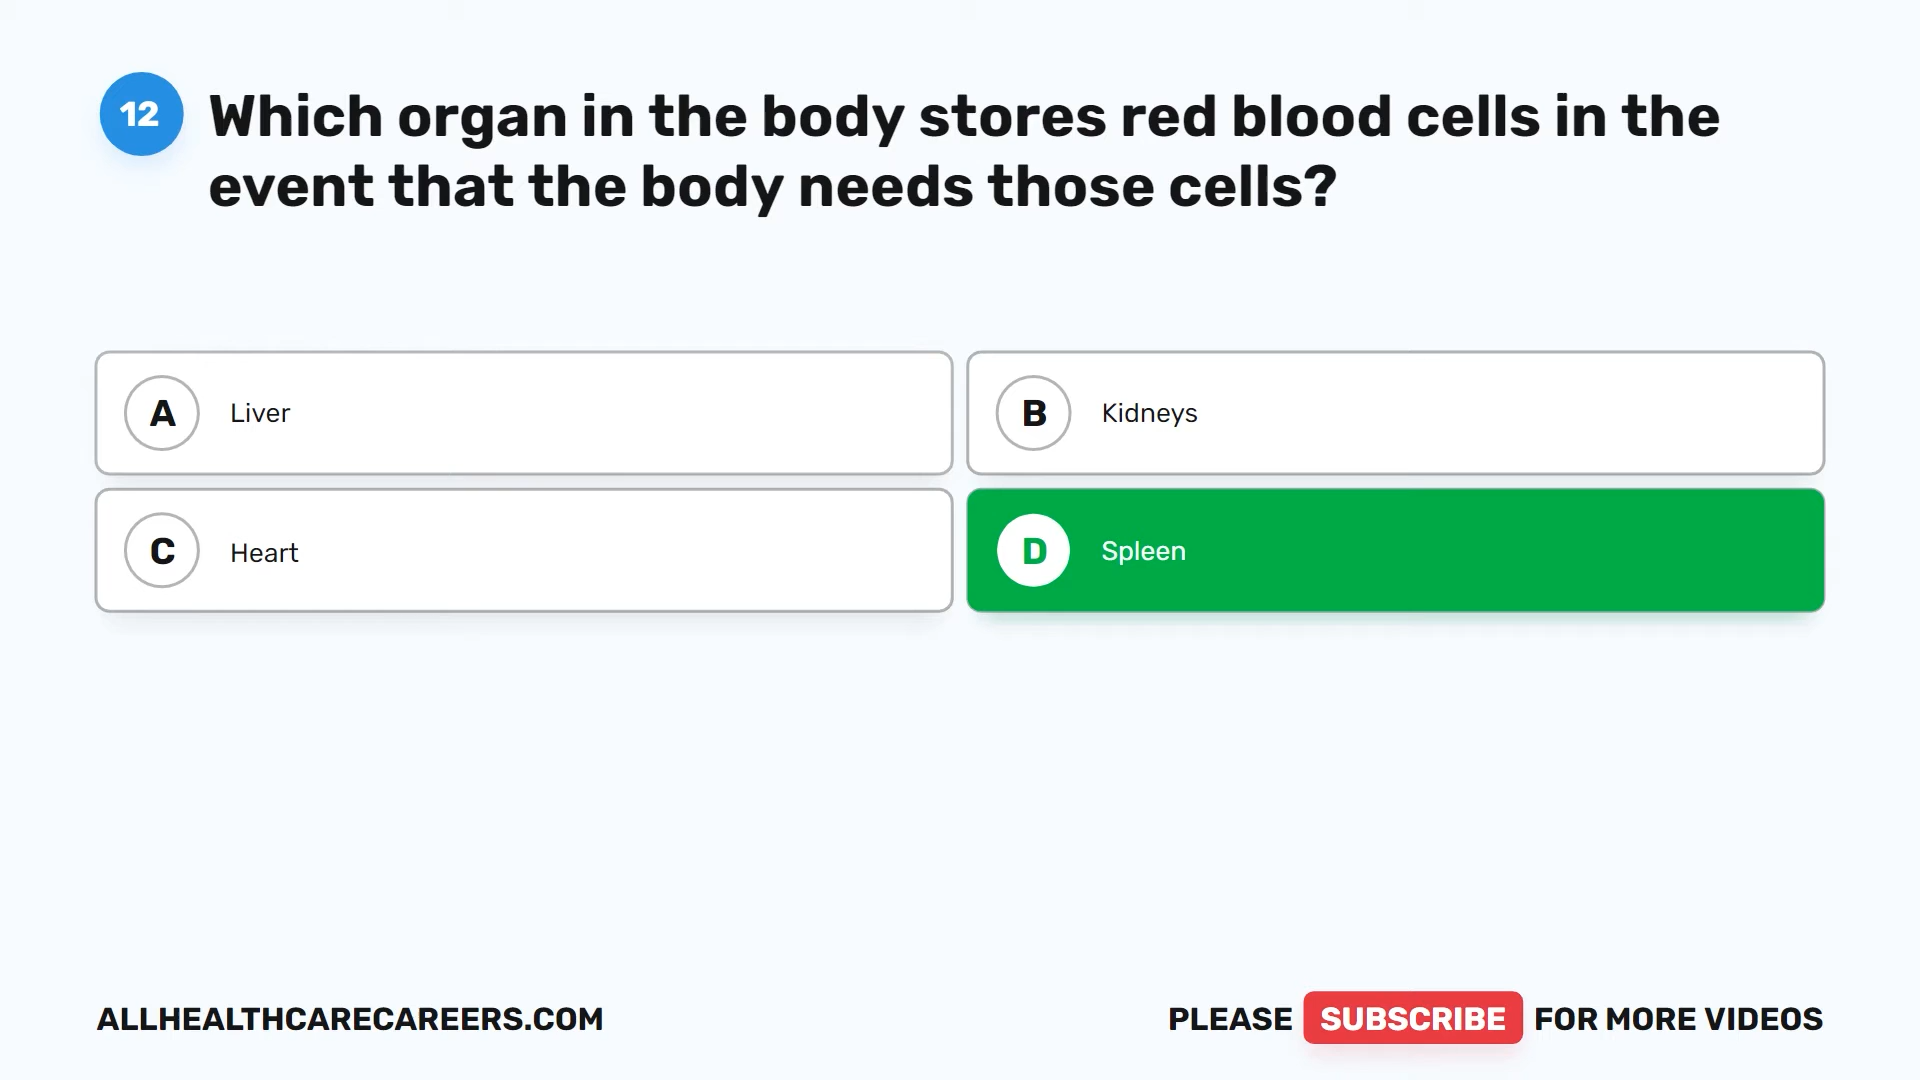 12
Which organ in the body stores red blood cells in the
event that the body needs those cells?
A Liver
B Kidneys
C Heart
D Spleen
ALLHEALTHCARECAREERS.COM
PLEASE SUBSCRIBE FOR MORE VIDEOS